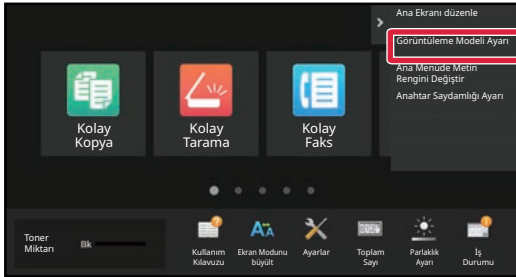 Ana Ekranı düzenle
Görüntüleme Modeli Ayarı
Ana Menüde Metin
Rengini Değiştir
Anahtar Saydamlığı Ayarı
Kolay
Kopya
Kolay
Tarama
Kolay
Faks
Toner
Miktarı
Bk
Kullanım
Kılavuzu
Ekran Modunu
büyült
Ayarlar
Toplam
Sayı
Parlaklık
Ayarı
İş
Durumu